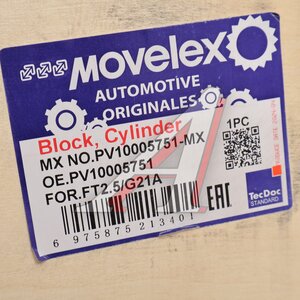 Movelex
AUTOMOTIVE
ORIGINALES
Block, Cylinder
MX NO.PV10005751-MX
OE.PV10005751
FOR.FT2.5/G21A
1PC
6 975875 213401
EAC
TecDoc
STANDARD